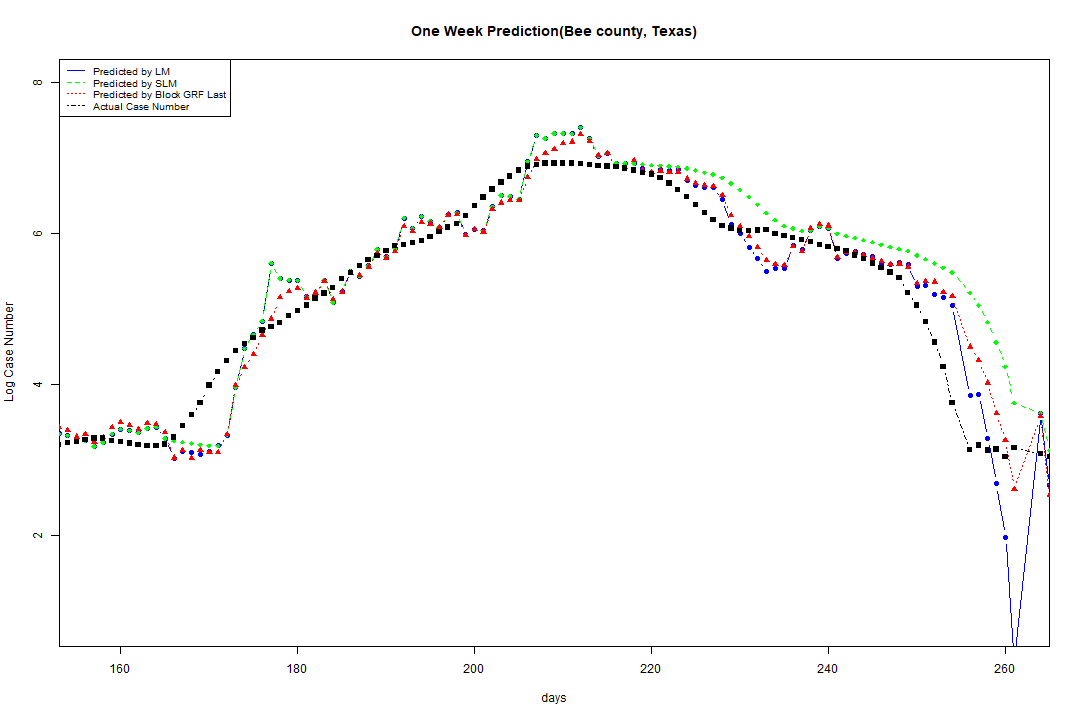 One Week Prediction(Bee county, Texas)
Predicted by LM
Predicted by SLM
Predicted by Block GRF Last
Actual Case Number
8
6
4
2
Log Case Number
160 180 200 220 240 260
days